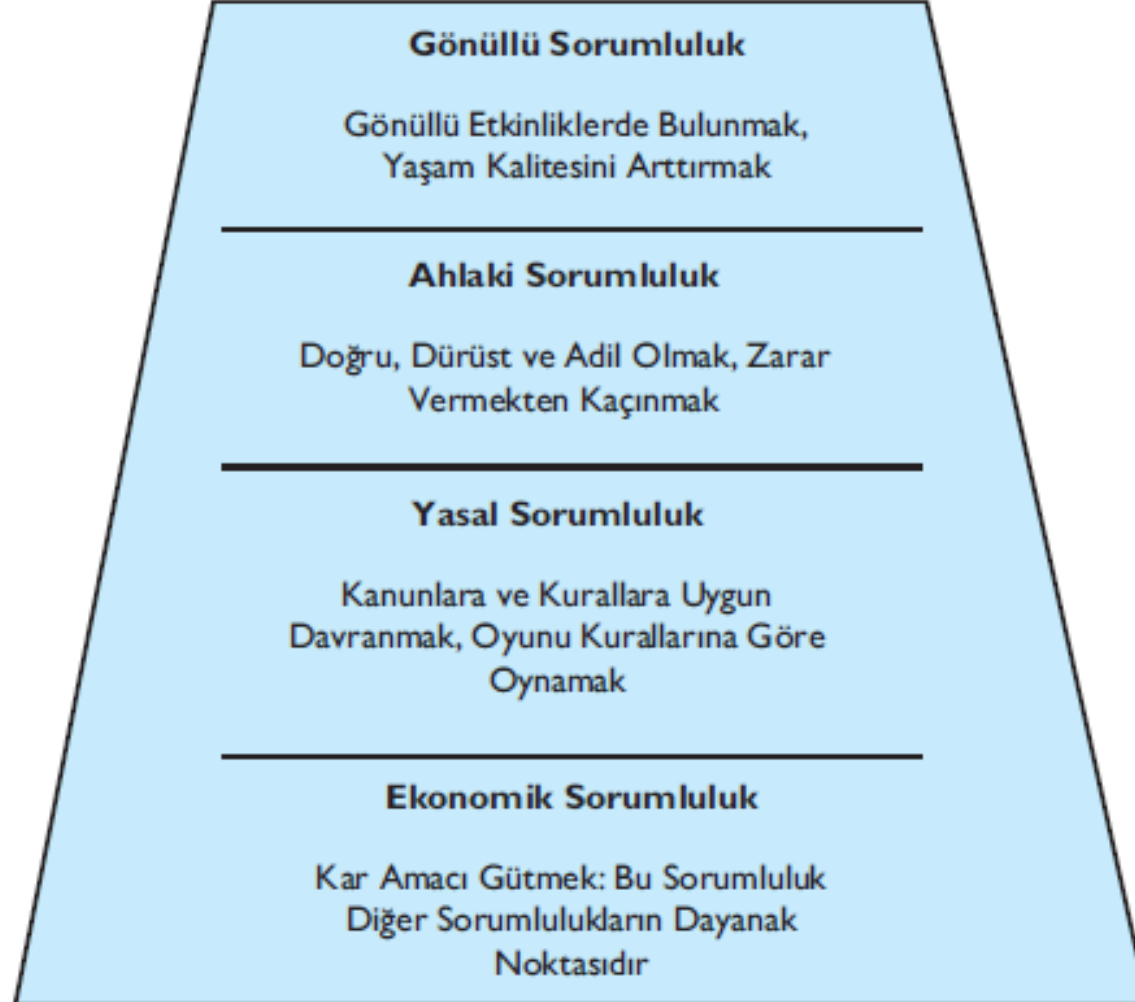 Gönüllü Sorumluluk
Gönüllü Etkinliklerde Bulunmak,
Yaşam Kalitesini Arttırmak
Ahlaki Sorumluluk
Doğru, Dürüst ve Adil Olmak, Zarar
Vermekten Kaçınmak
Yasal Sorumluluk
Kanunlara ve Kurallara Uygun
Davranmak, Oyunu Kurallarına Göre
Oynamak
Ekonomik Sorumluluk
Kar Amacı Gütmek: Bu Sorumluluk
Diğer Sorumlulukların Dayanak
Noktasıdır